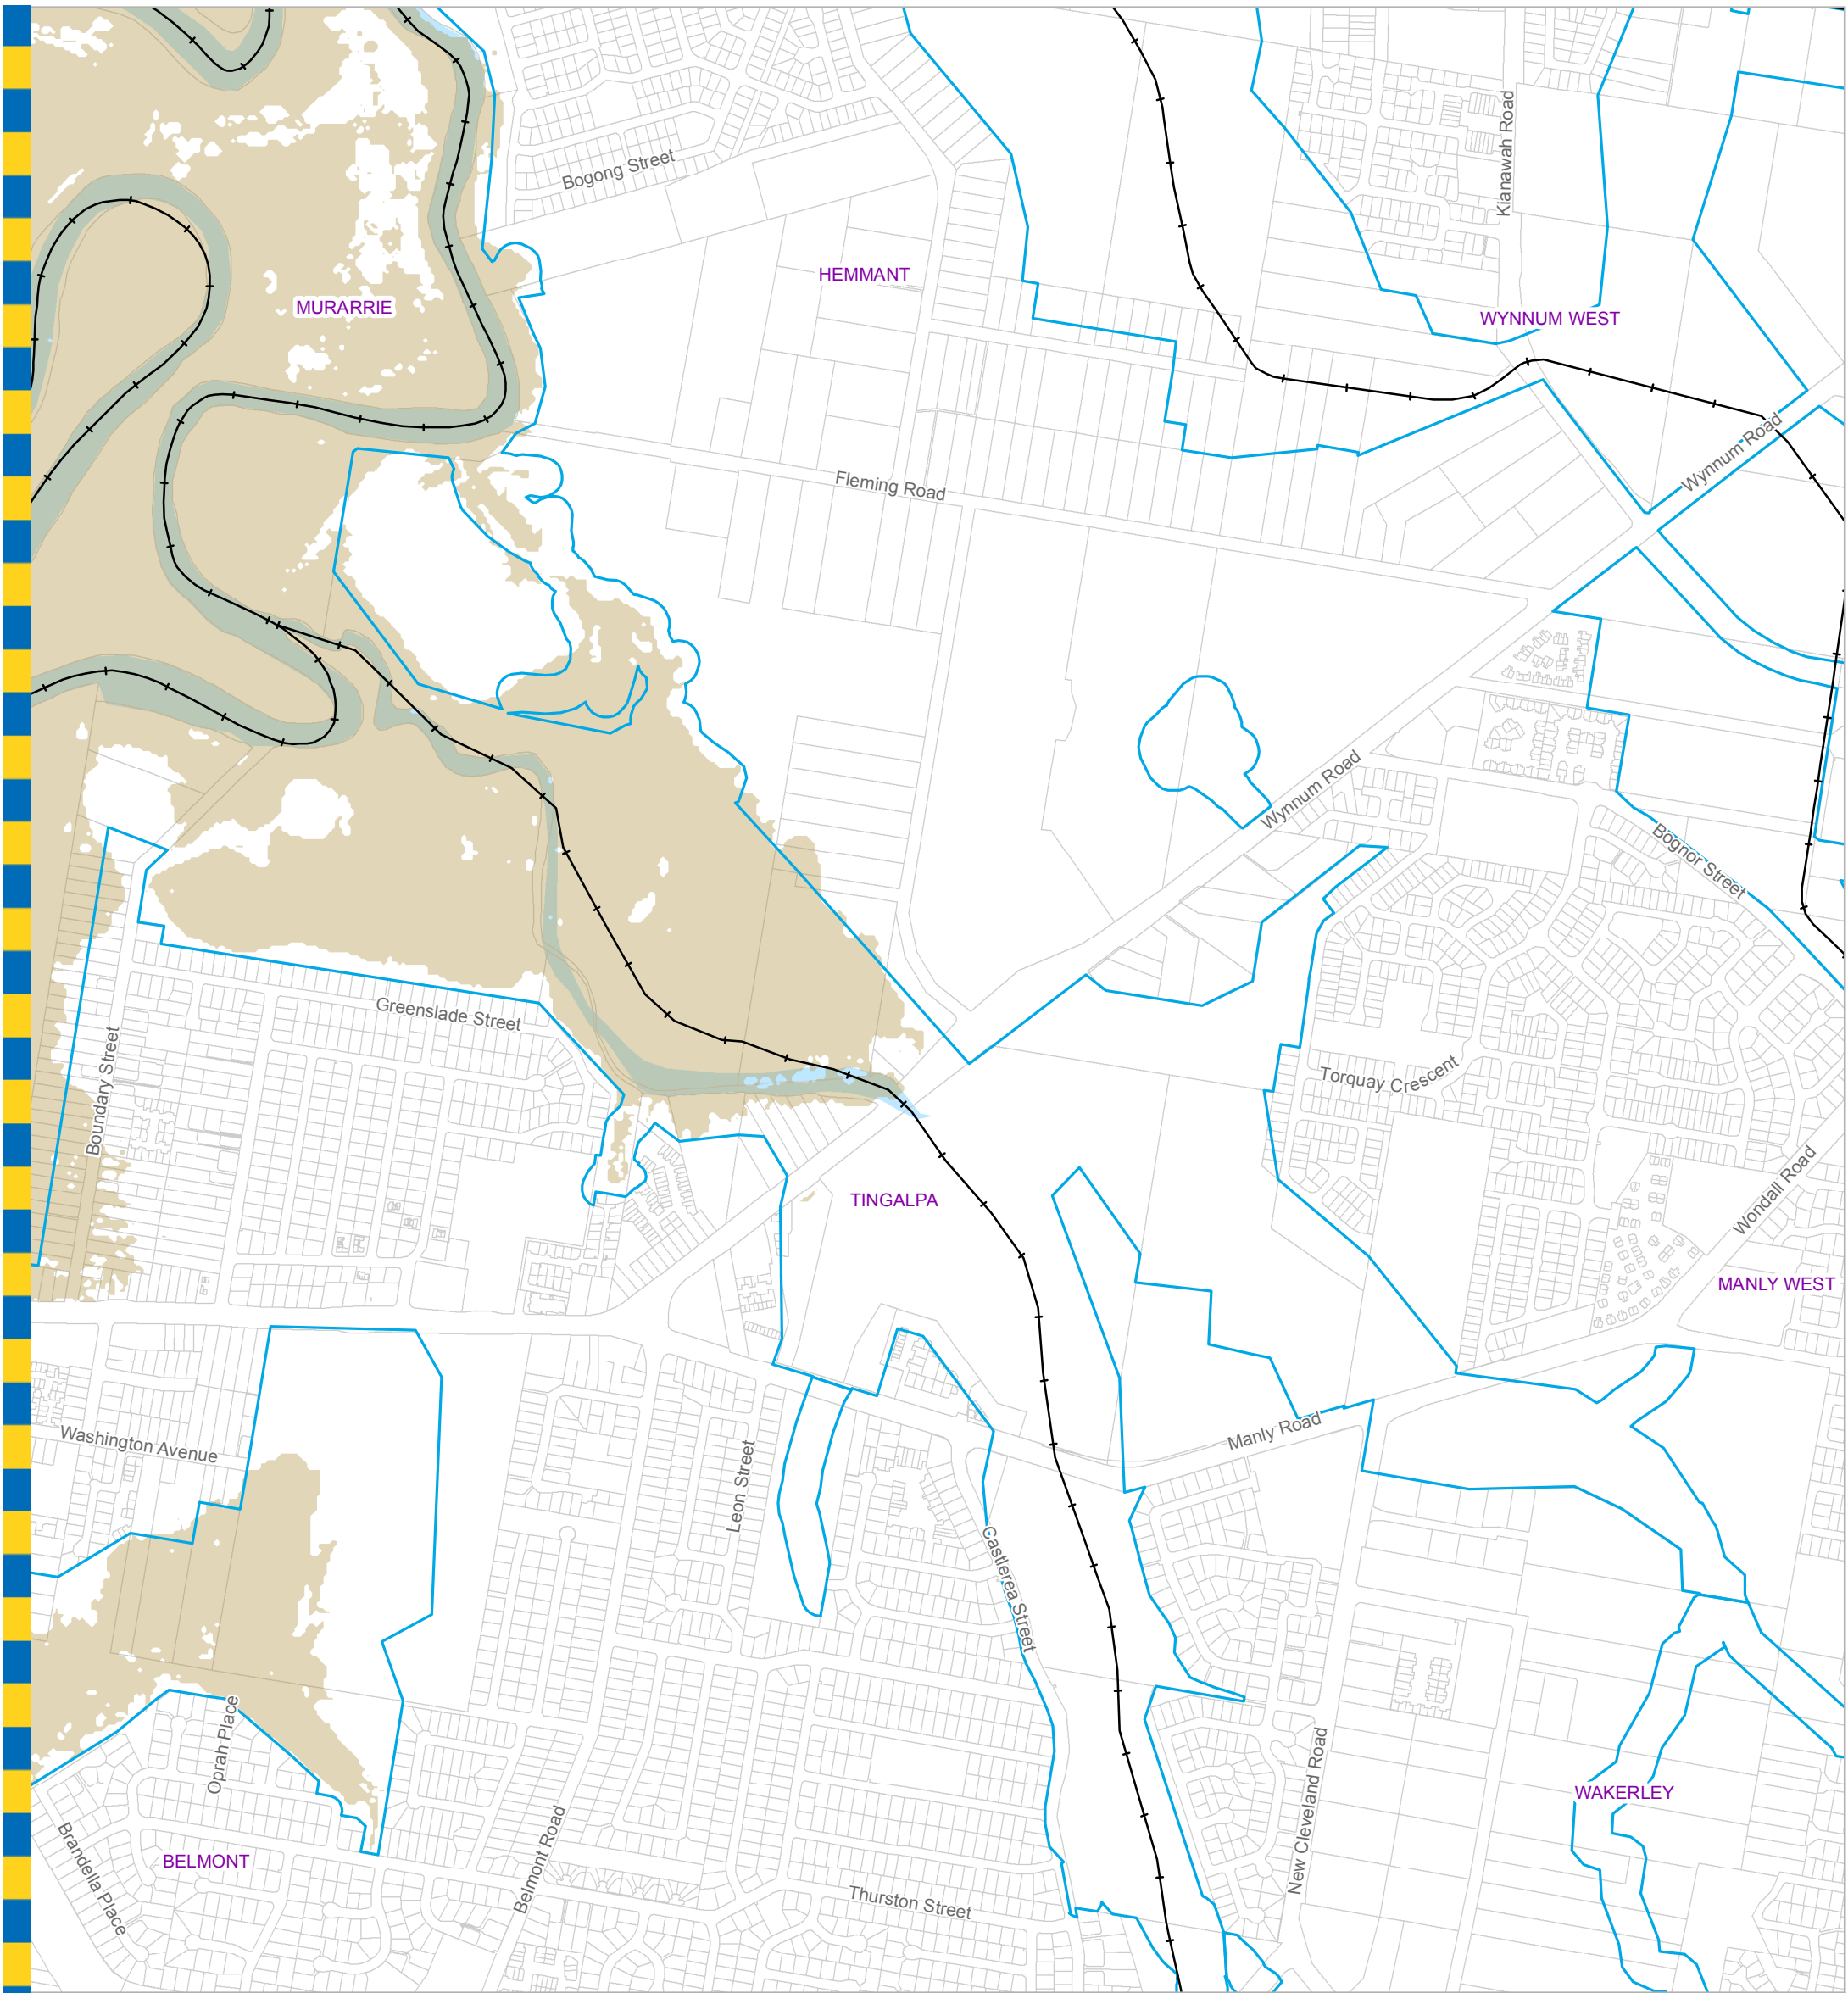 Kianawah Road
Bogong Street
HEMMANT
MURARRIE
WYNNUM WEST
Wynnum Road
Fleming Road
Wynnum Road
Bognor Street
Greenslade Street
Boundary Street
Torquay Crescent
Wondall Road
TINGALPA
MANLY WEST
Manly Road
Washington Avenue
Leon Street
Castlerea Street
Oprah Place
New Cleveland Road
WAKERLEY
Belmont Road
BELMONT
Brandella Place
Thurston Street